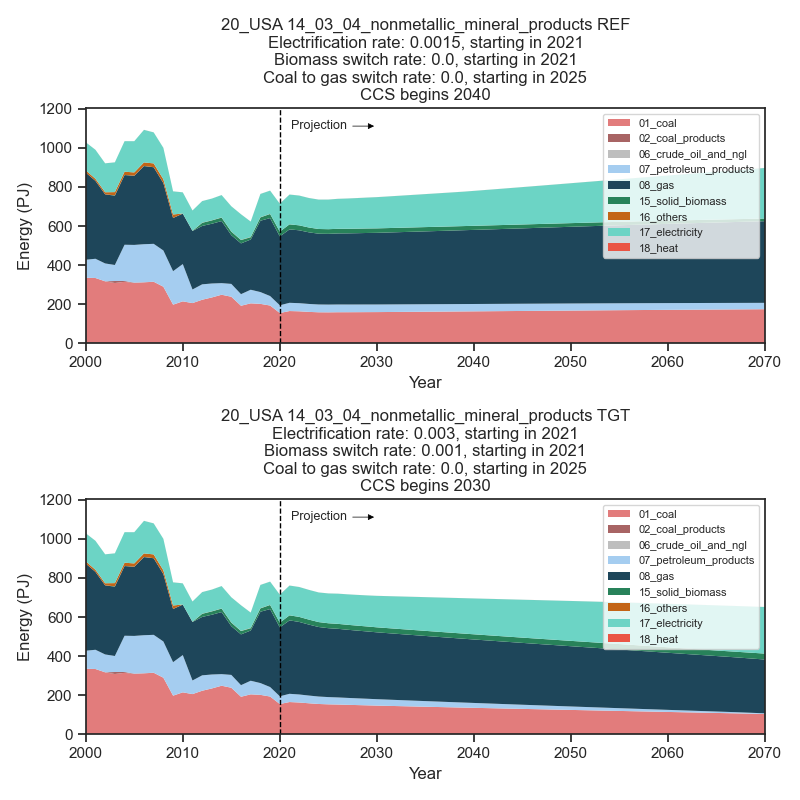 20_USA 14_03_04_nonmetallic_mineral_products REF
Electrification rate: 0.0015, starting in 2021
Biomass switch rate: 0.0, starting in 2021
Coal to gas switch rate: 0.0, starting in 2025
CCS begins 2040
1200
1000
800
600
400
200
0
Energy (PJ)
Projection
01_coal
02_coal_products
06_crude_oil_and_ngl
07_petroleum_products
08_gas
15_solid_biomass
16_others
17_electricity
18_heat
2000 2010 2020 2030 2040 2050 2060 2070
Year
20_USA 14_03_04_nonmetallic_mineral_products TGT
Electrification rate: 0.003, starting in 2021
Biomass switch rate: 0.001, starting in 2021
Coal to gas switch rate: 0.0, starting in 2025
CCS begins 2030
1200
1000
800
600
400
200
0
Energy (PJ)
Projection
01_coal
02_coal_products
06_crude_oil_and_ngl
07_petroleum_products
08_gas
15_solid_biomass
16_others
17_electricity
18_heat
2000 2010 2020 2030 2040 2050 2060 2070
Year